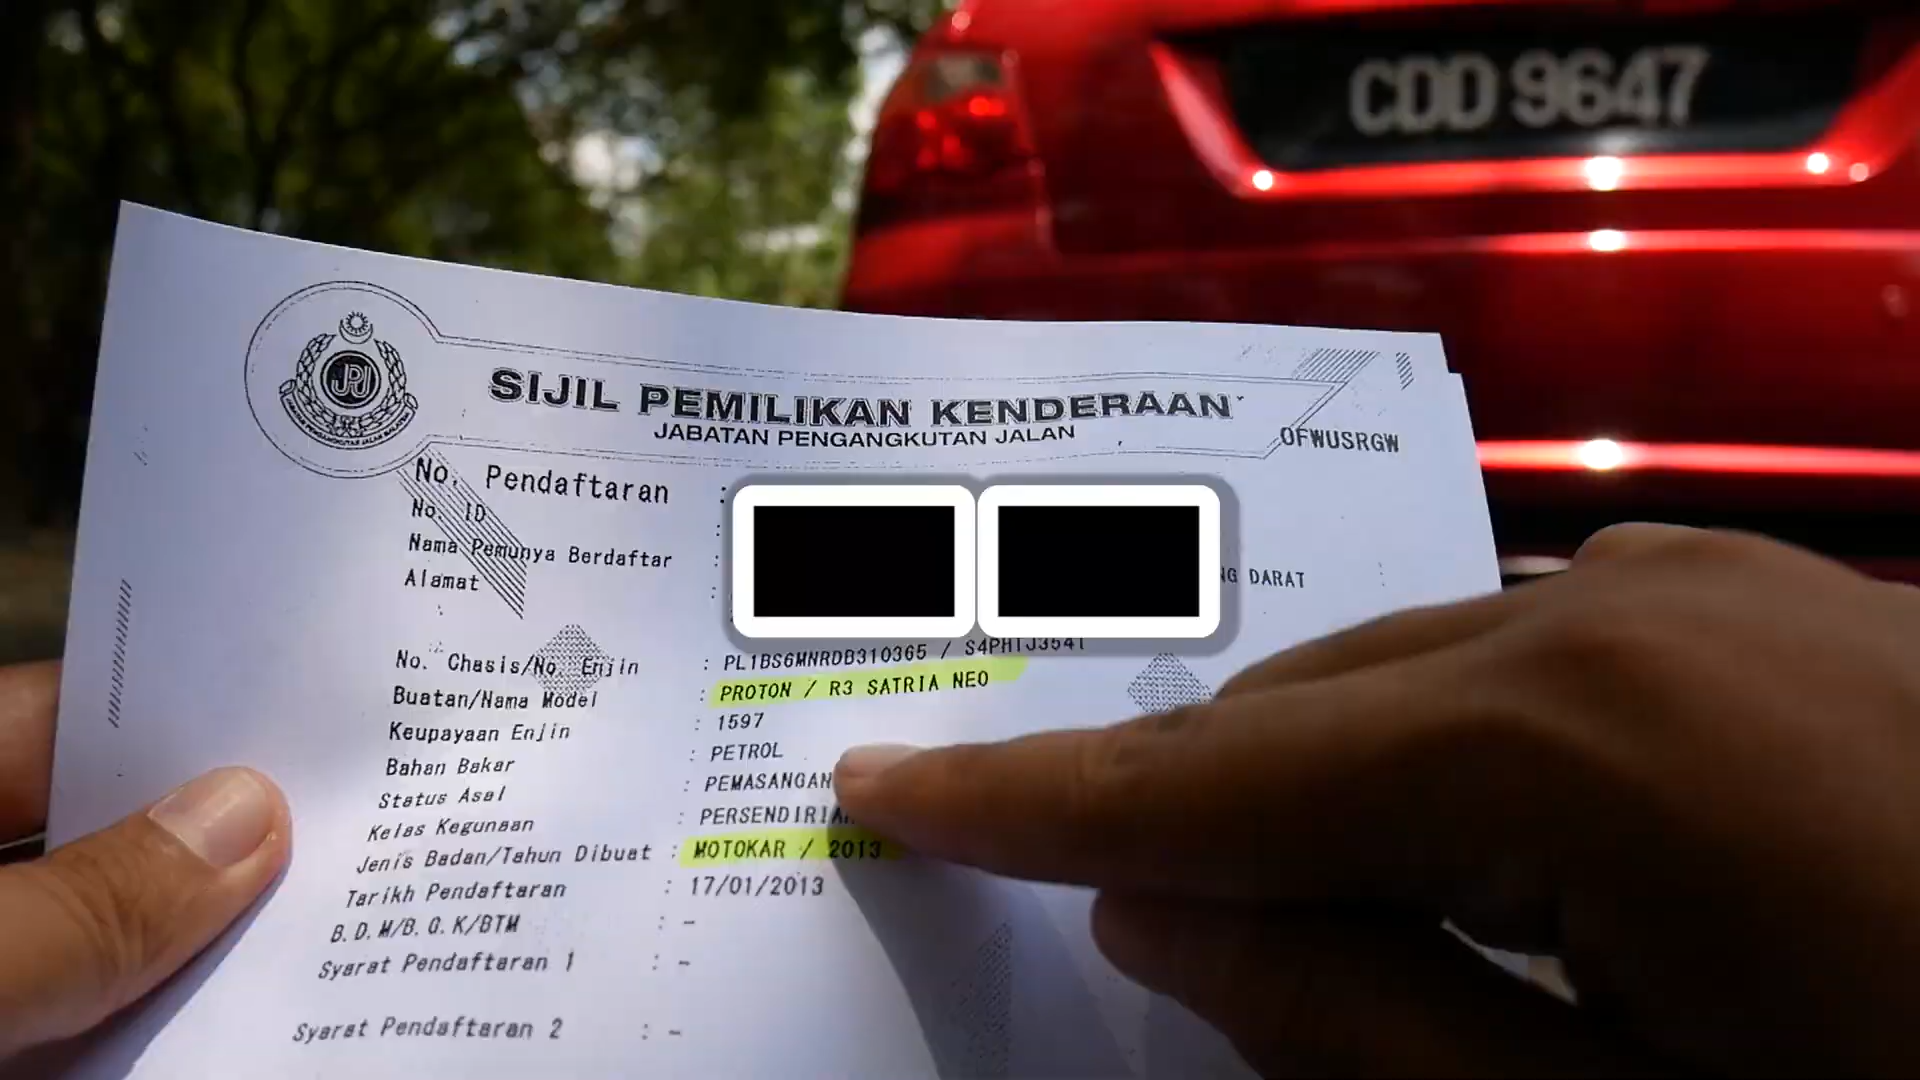 CDD 9647
SIJIL PEMILIKAN KENDERAAN
JABATAN PENGANGKUTAN JALAN
OFWUSRGW
No. Pendaftaran :
No. ID :
Nama Pemunya Berdaftar :
Alamat : NG DARAT
No. Chasis/No. Enjin : PL1BS6MNRDB310365 / S4PHTJ3541
Buatan/Nama Model : PROTON / R3 SATRIA NEO
Keupayaan Enjin : 1597
Bahan Bakar : PETROL
Status Asal : PEMASANGAN
Kelas Kegunaan : PERSENDIRIAN
Jenis Badan/Tahun Dibuat : MOTOKAR / 2013
Tarikh Pendaftaran : 17/01/2013
B.D.M/B.G.K/BTM : -
Syarat Pendaftaran 1 : -
Syarat Pendaftaran 2 : -